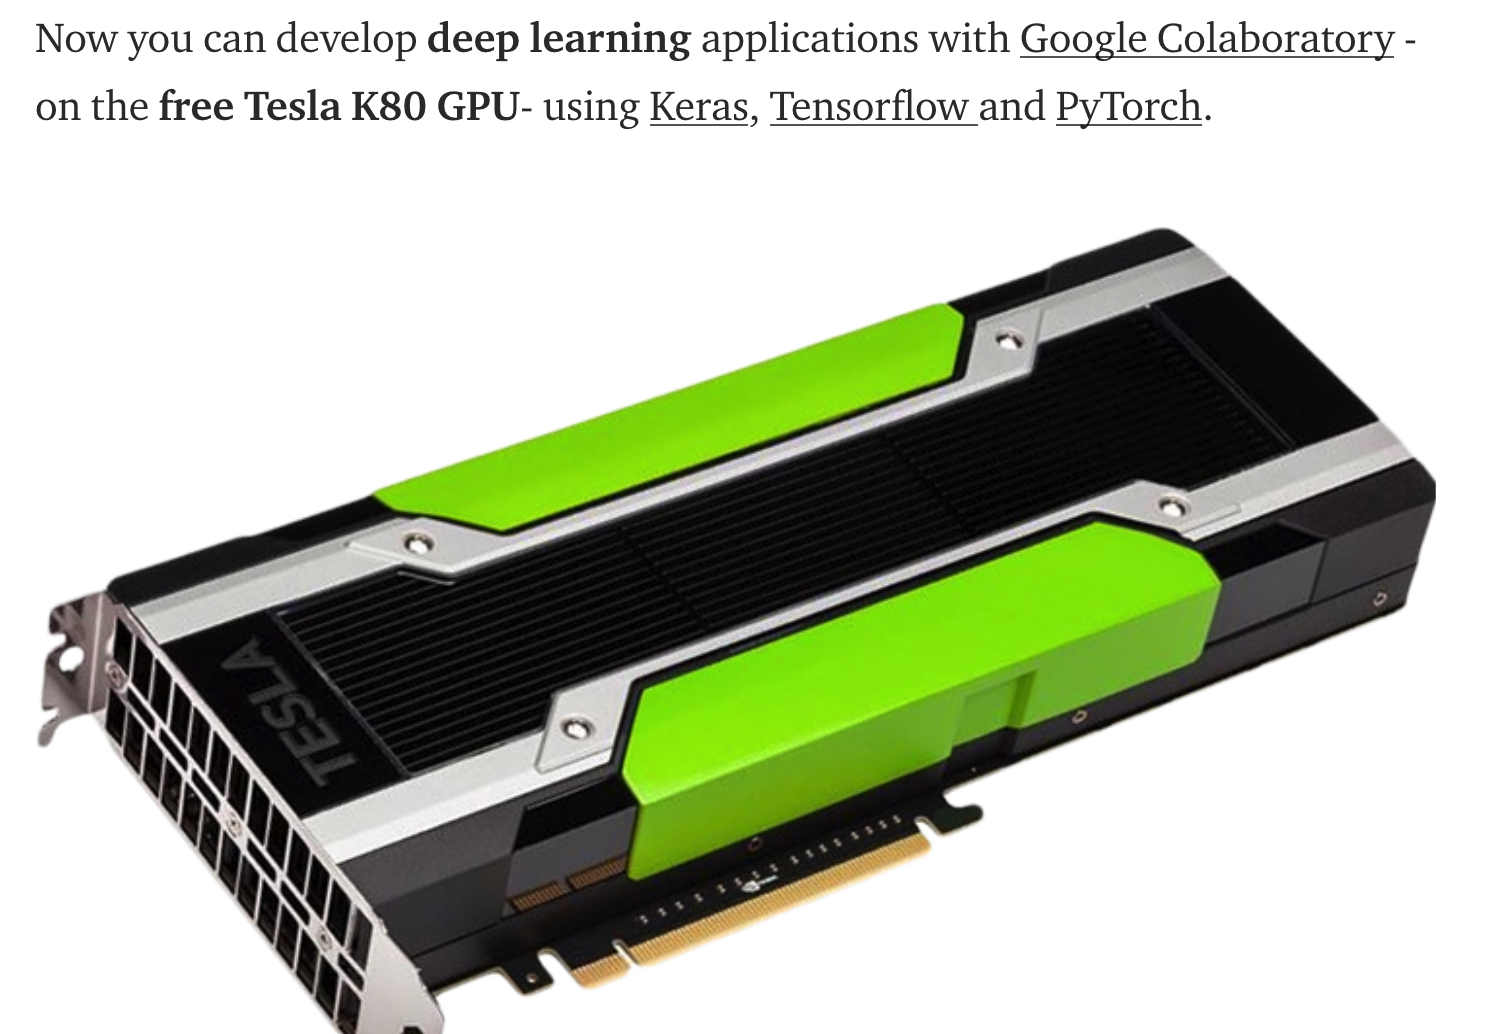 Now you can develop deep learning applications with Google Colaboratory -
on the free Tesla K80 GPU- using Keras, Tensorflow and PyTorch.
TESLA